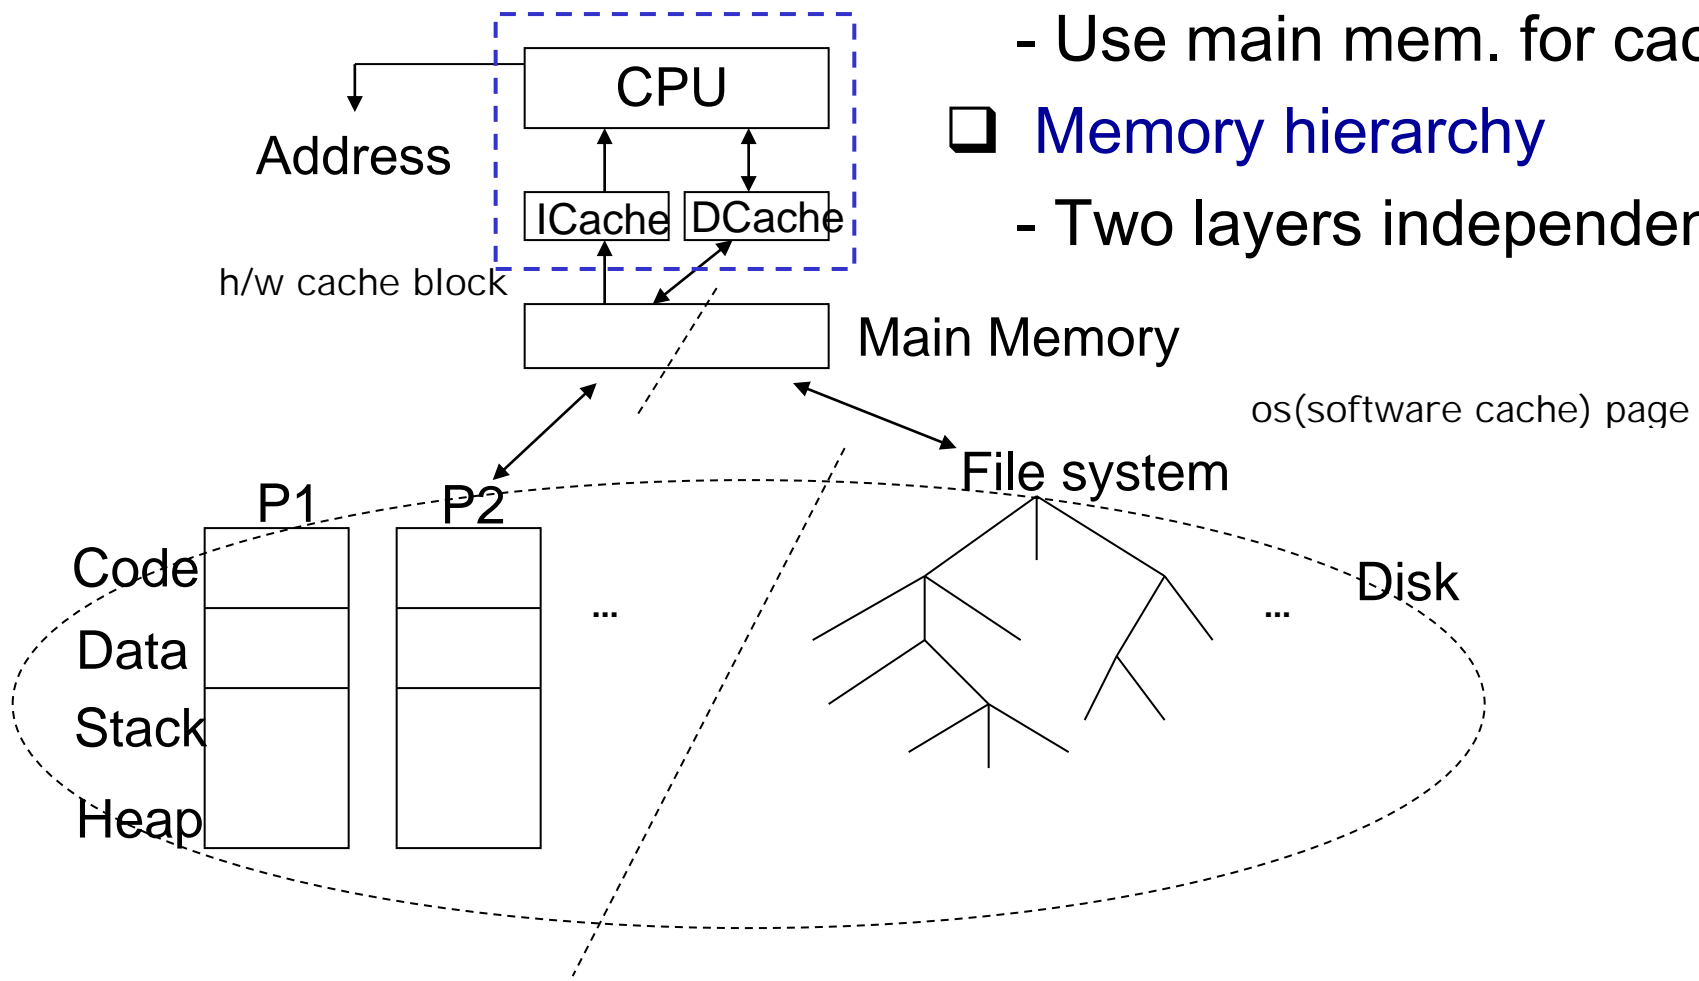 - Use main mem. for cac
CPU
❑ Memory hierarchy
Address
ICache
DCache
- Two layers independen
h/w cache block
Main Memory
os(software cache) page
File system
P1
P2
Code
...
...
Disk
Data
Stack
Heap